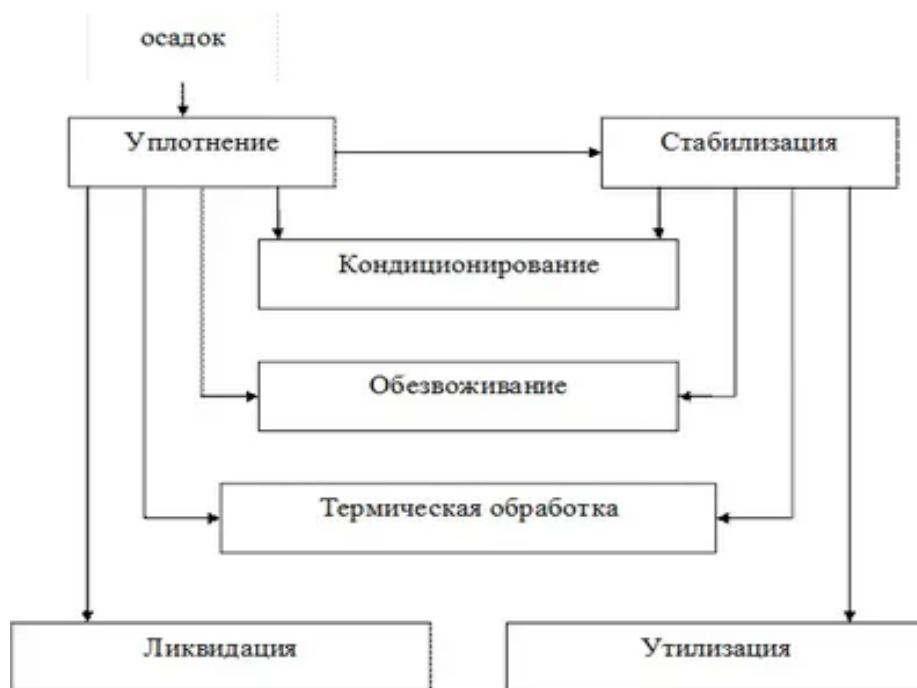 осадок
Уплотнение
Стабилизация
Кондиционирование
Обезвоживание
Термическая обработка
Ликвидация
Утилизация